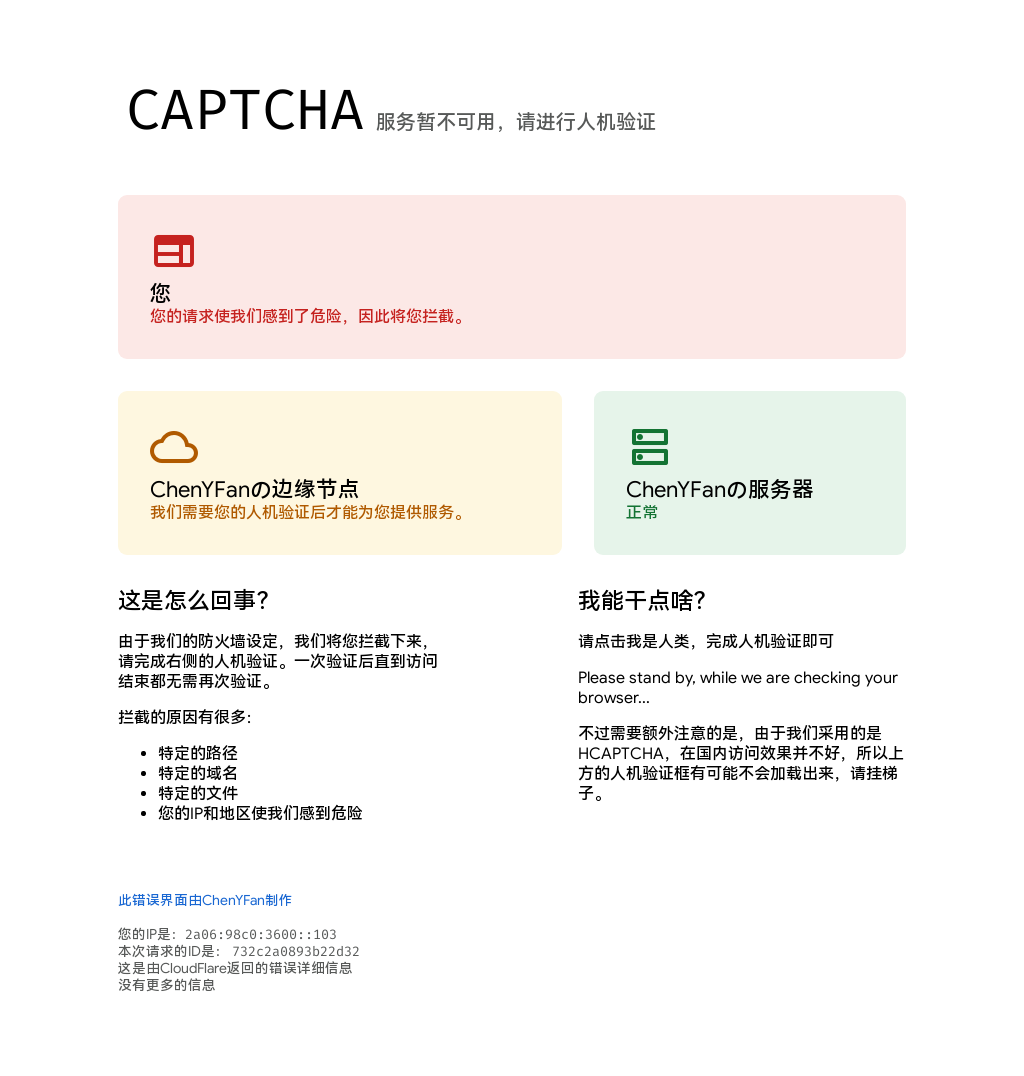 CAPTCHA 服务暂不可用，请进行人机验证
您
您的请求使我们感到了危险，因此将您拦截。
ChenYFanの边缘节点
我们需要您的人机验证后才能为您提供服务。
ChenYFanの服务器
正常
这是怎么回事？
由于我们的防火墙设定，我们将您拦截下来，
请完成右侧的人机验证。一次验证后直到访问
结束都无需再次验证。
拦截的原因有很多：
特定的路径
特定的域名
特定的文件
您的IP和地区使我们感到危险
我能干点啥？
请点击我是人类，完成人机验证即可
Please stand by, while we are checking your
browser...
不过需要额外注意的是，由于我们采用的是
HCAPTCHA，在国内访问效果并不好，所以上
方的人机验证框有可能不会加载出来，请挂梯
子。
此错误界面由ChenYFan制作
您的IP是：2a06:98c0:3600::103
本次请求的ID是： 732c2a0893b22d32
这是由CloudFlare返回的错误详细信息
没有更多的信息